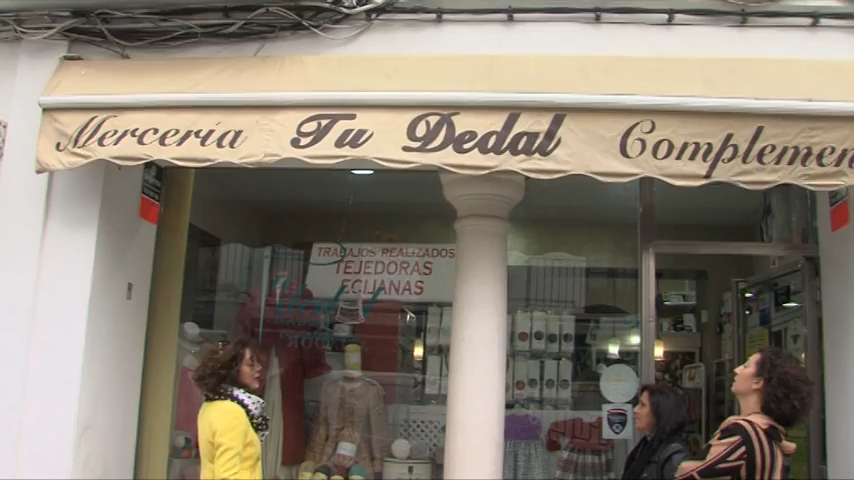 Mercería Tu Dedal Complemen
TRABAJOS REALIZADOS
TEJEDORAS
ECIJANAS